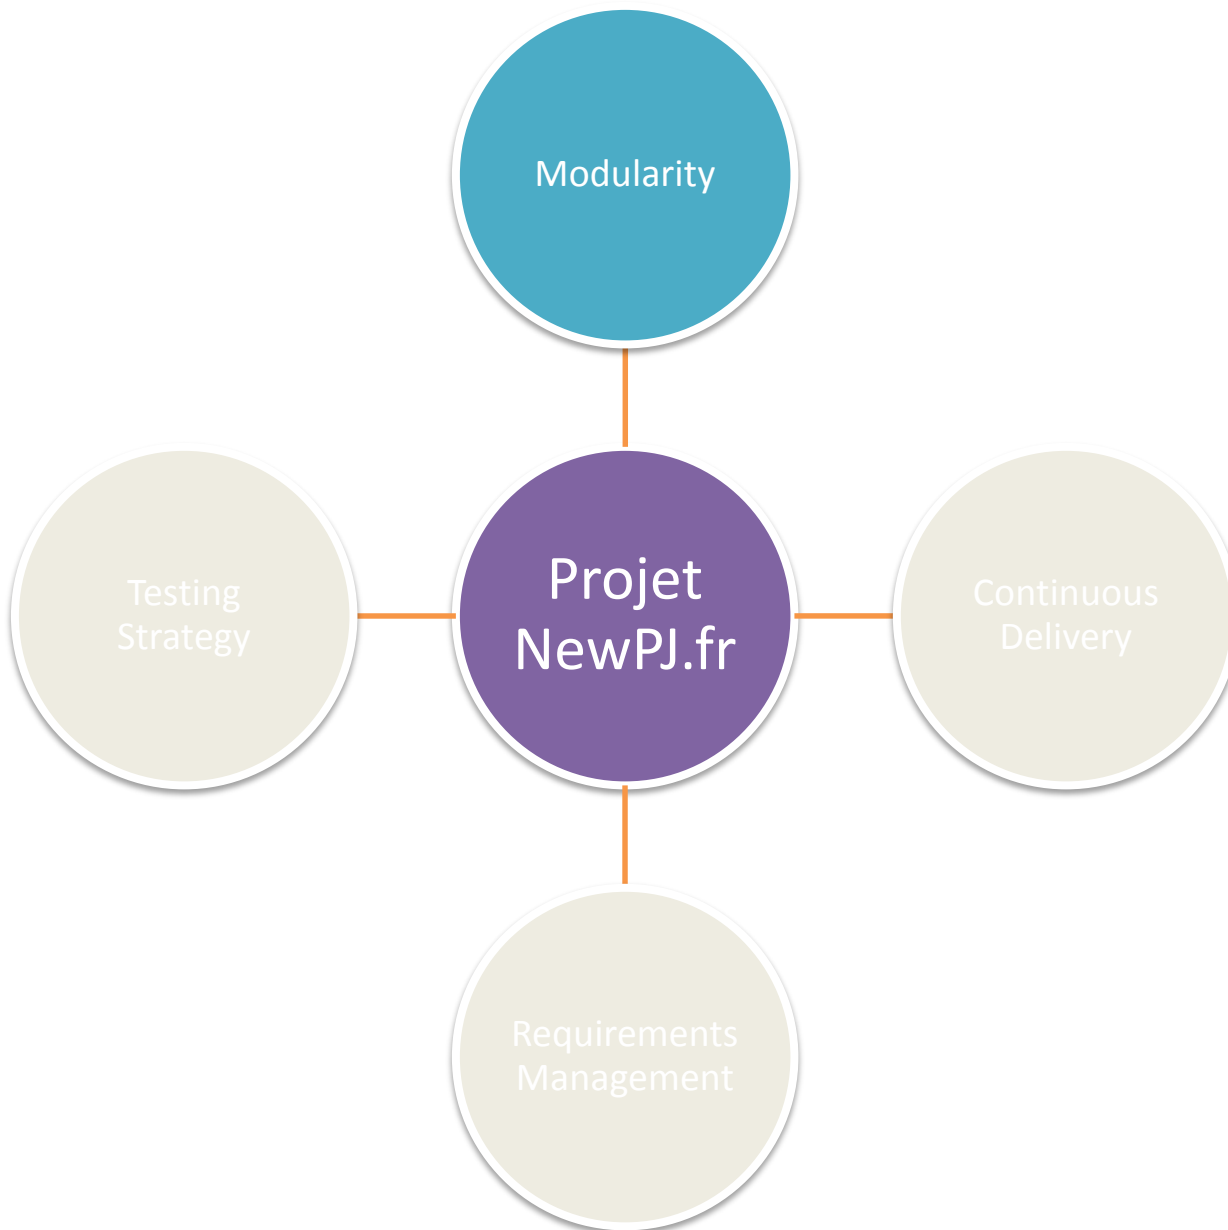 Modularity
Testing
Strategy
Projet
NewPJ.fr
Continuous
Delivery
Requirements
Management